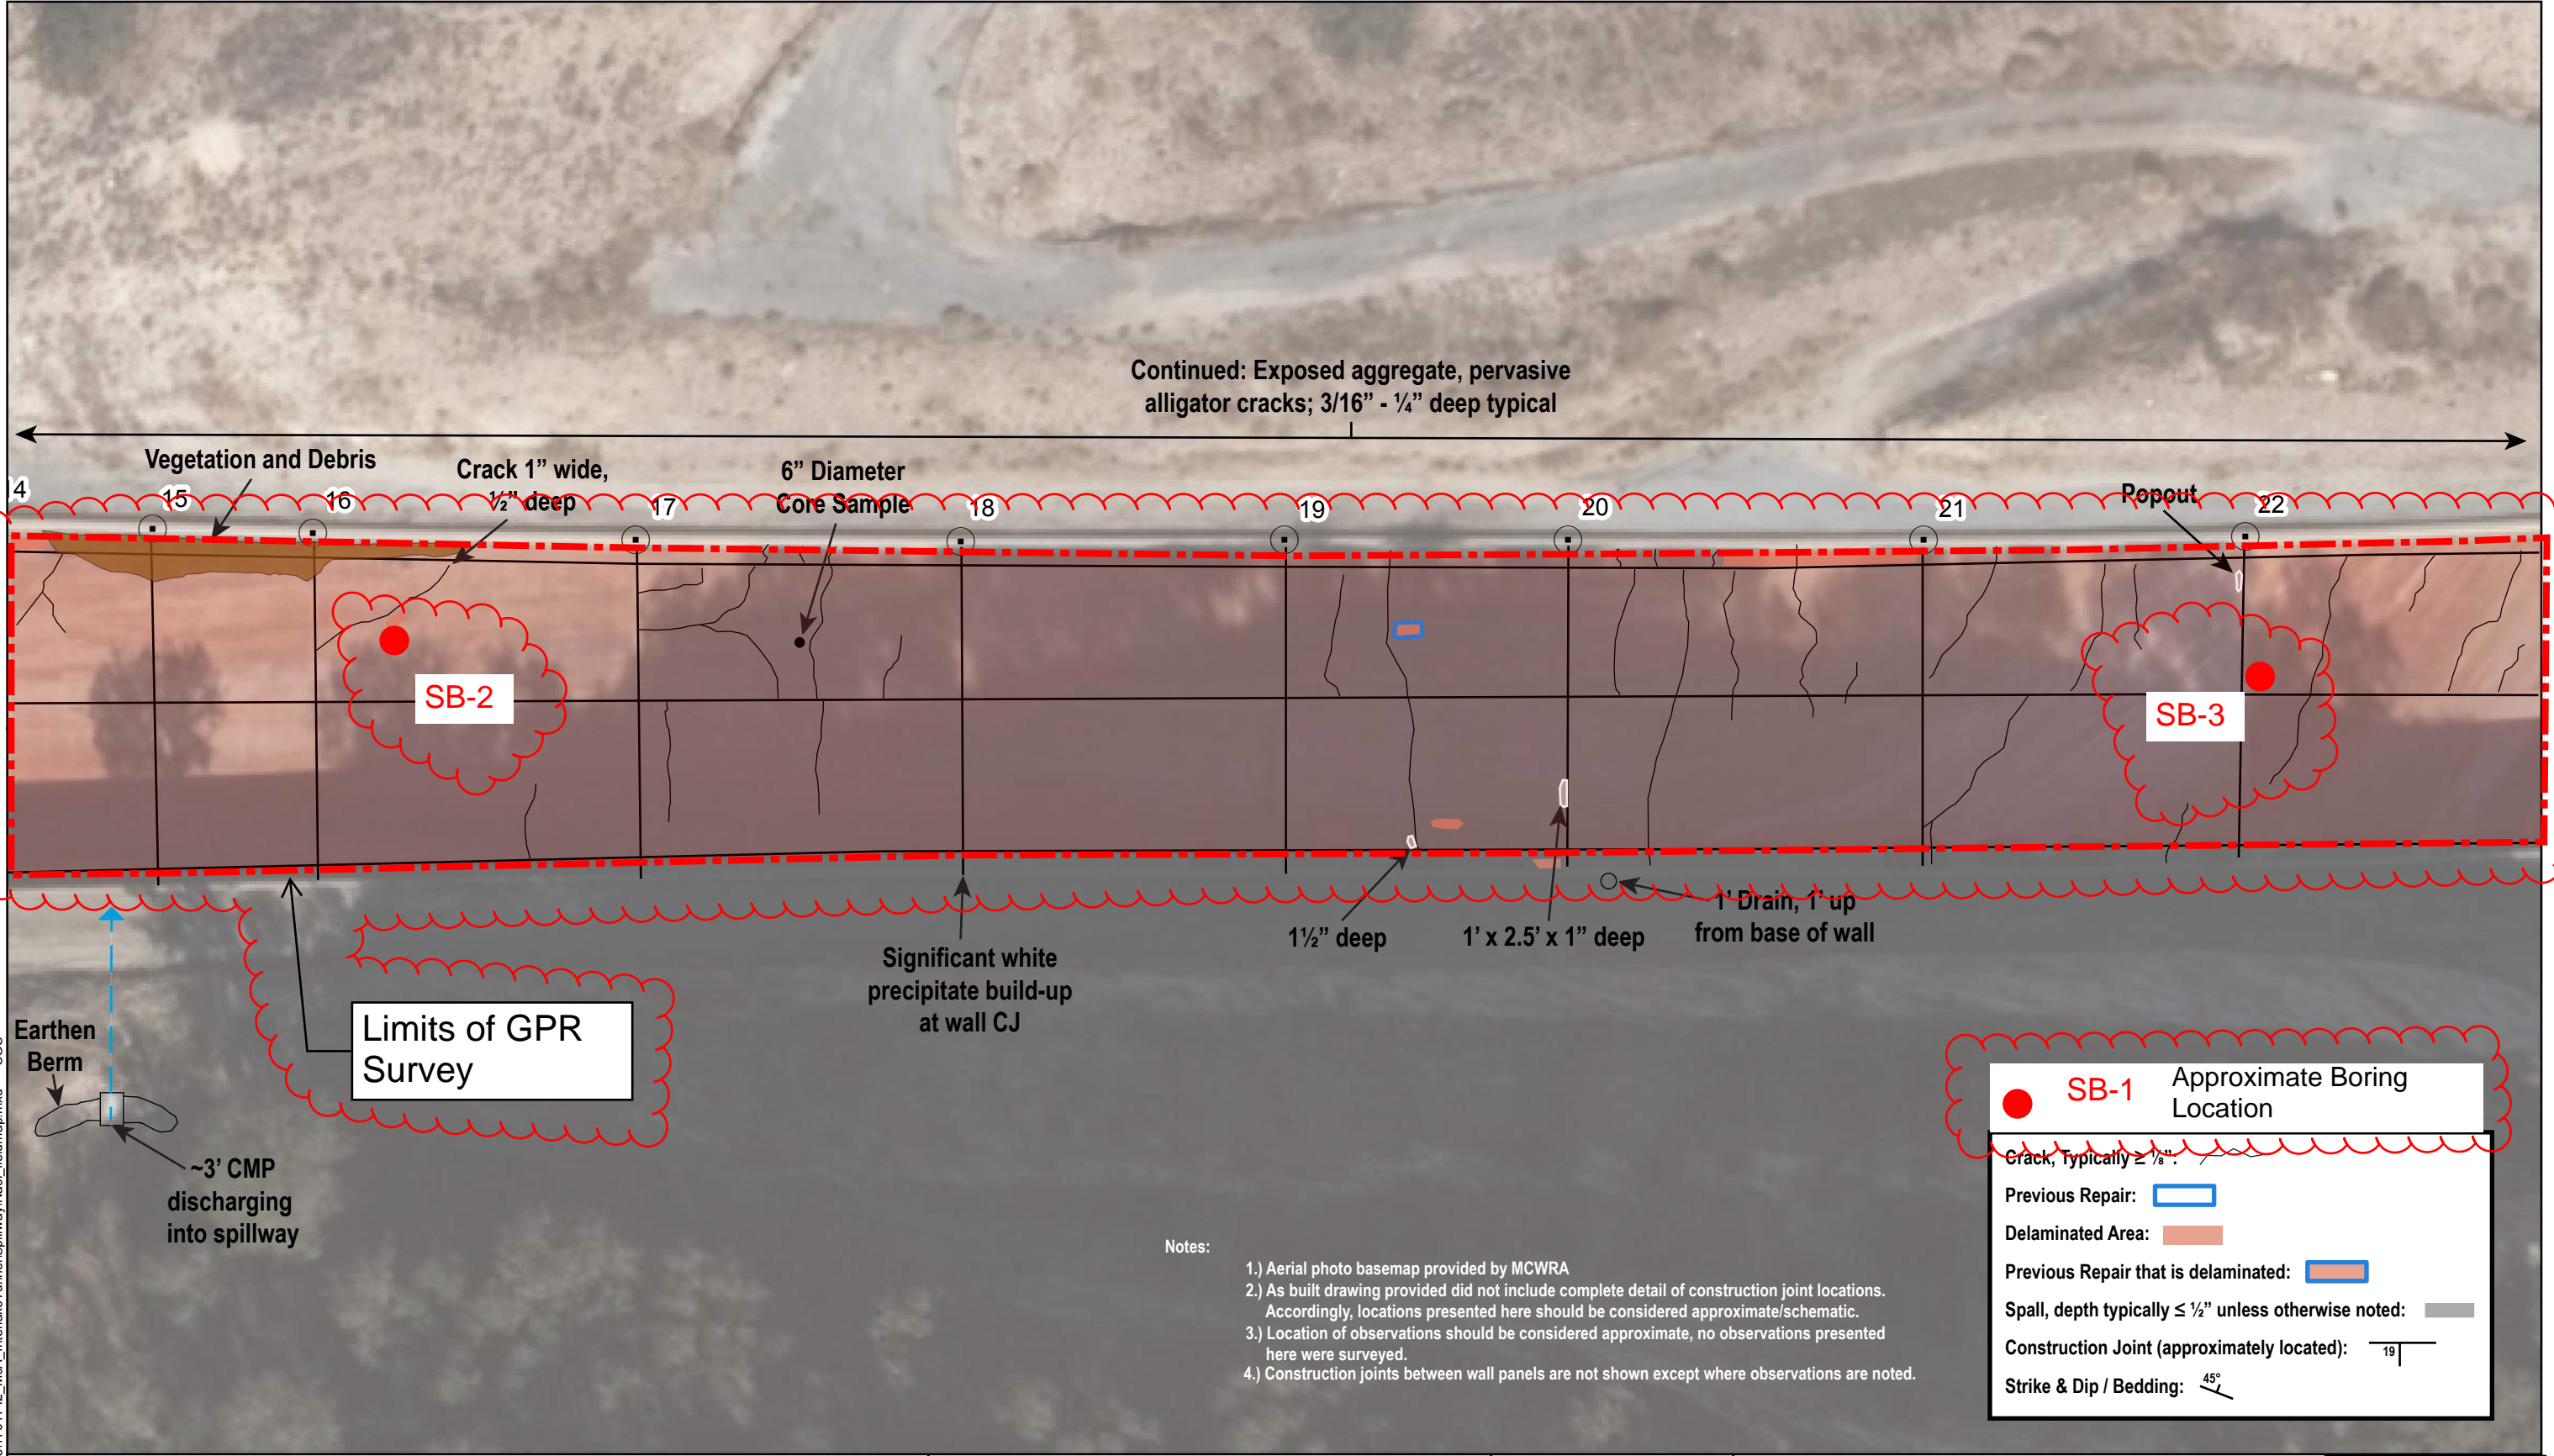 Continued: Exposed aggregate, pervasive
alligator cracks; 3/16” - ¼” deep typical
Vegetation and Debris
Crack 1” wide,
½” deep
6” Diameter
Core Sample
Popout
14
15
16
17
18
19
20
21
22
SB-2
SB-3
Significant white
precipitate build-up
at wall CJ
1½” deep
1’ x 2.5’ x 1” deep
1’ Drain, 1’ up
from base of wall
Limits of GPR
Survey
Earthen
Berm
~3’ CMP
discharging
into spillway
SB-1
Approximate Boring
Location
Crack, Typically ≥ ⅛”:
Previous Repair:
Delaminated Area:
Previous Repair that is delaminated:
Spall, depth typically ≤ ½” unless otherwise noted:
Construction Joint (approximately located):
19
Strike & Dip / Bedding:
45°
Notes:
1.) Aerial photo basemap provided by MCWRA
2.) As built drawing provided did not include complete detail of construction joint locations.
Accordingly, locations presented here should be considered approximate/schematic.
3.) Location of observations should be considered approximate, no observations presented
here were surveyed.
4.) Construction joints between wall panels are not shown except where observations are noted.